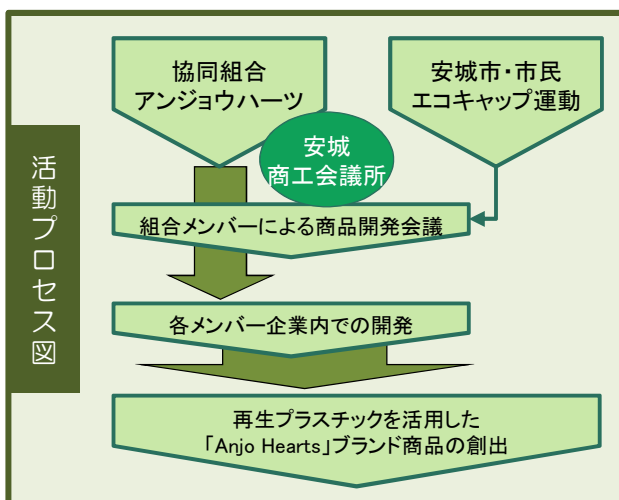 活動プロセス図
協同組合
アンジョウハーツ
安城市・市民
エコキャップ運動
安城
商工会議所
組合メンバーによる商品開発会議
各メンバー企業内での開発
再生プラスチックを活用した
「Anjo Hearts」ブランド商品の創出